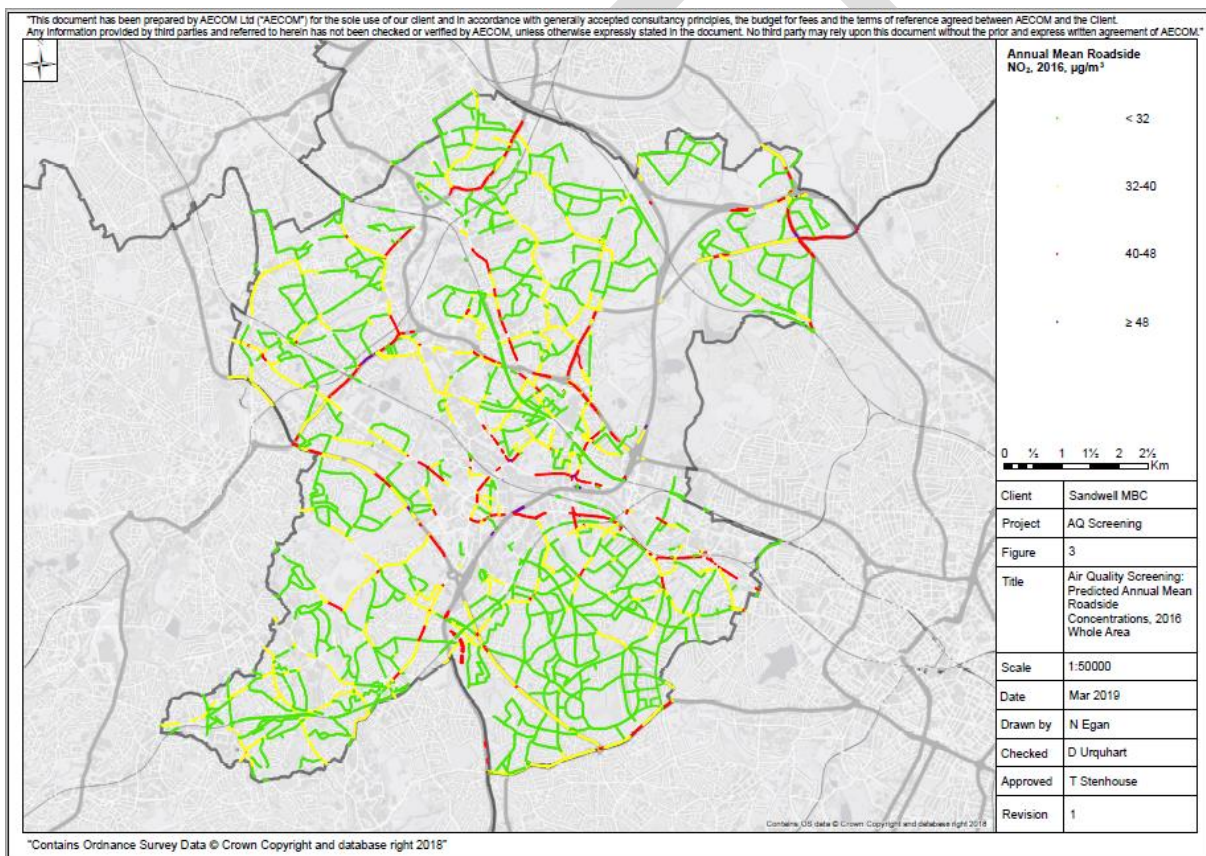 "This document has been prepared by AECOM Ltd ("AECOM") for the sole use of our client and in accordance with generally accepted consultancy principles, the budget for fees and the terms of reference agreed between AECOM and the Client.
Any information provided by third parties and referred to herein has not been checked or verified by AECOM, unless otherwise expressly stated in the document. No third party may rely upon this document without the prior and express written agreement of AECOM."
Annual Mean Roadside
NO₂, 2016, µg/m³
< 32
32-40
40-48
≥ 48
0 ½ 1 1½ 2 2½
Km
Client Sandwell MBC
Project AQ Screening
Figure 3
Title Air Quality Screening:
Predicted Annual Mean
Roadside
Concentrations, 2016
Whole Area
Scale 1:50000
Date Mar 2019
Drawn by N Egan
Checked D Urquhart
Approved T Stenhouse
Revision 1
Contains OS data © Crown Copyright and database right 2018
"Contains Ordnance Survey Data © Crown Copyright and database right 2018"